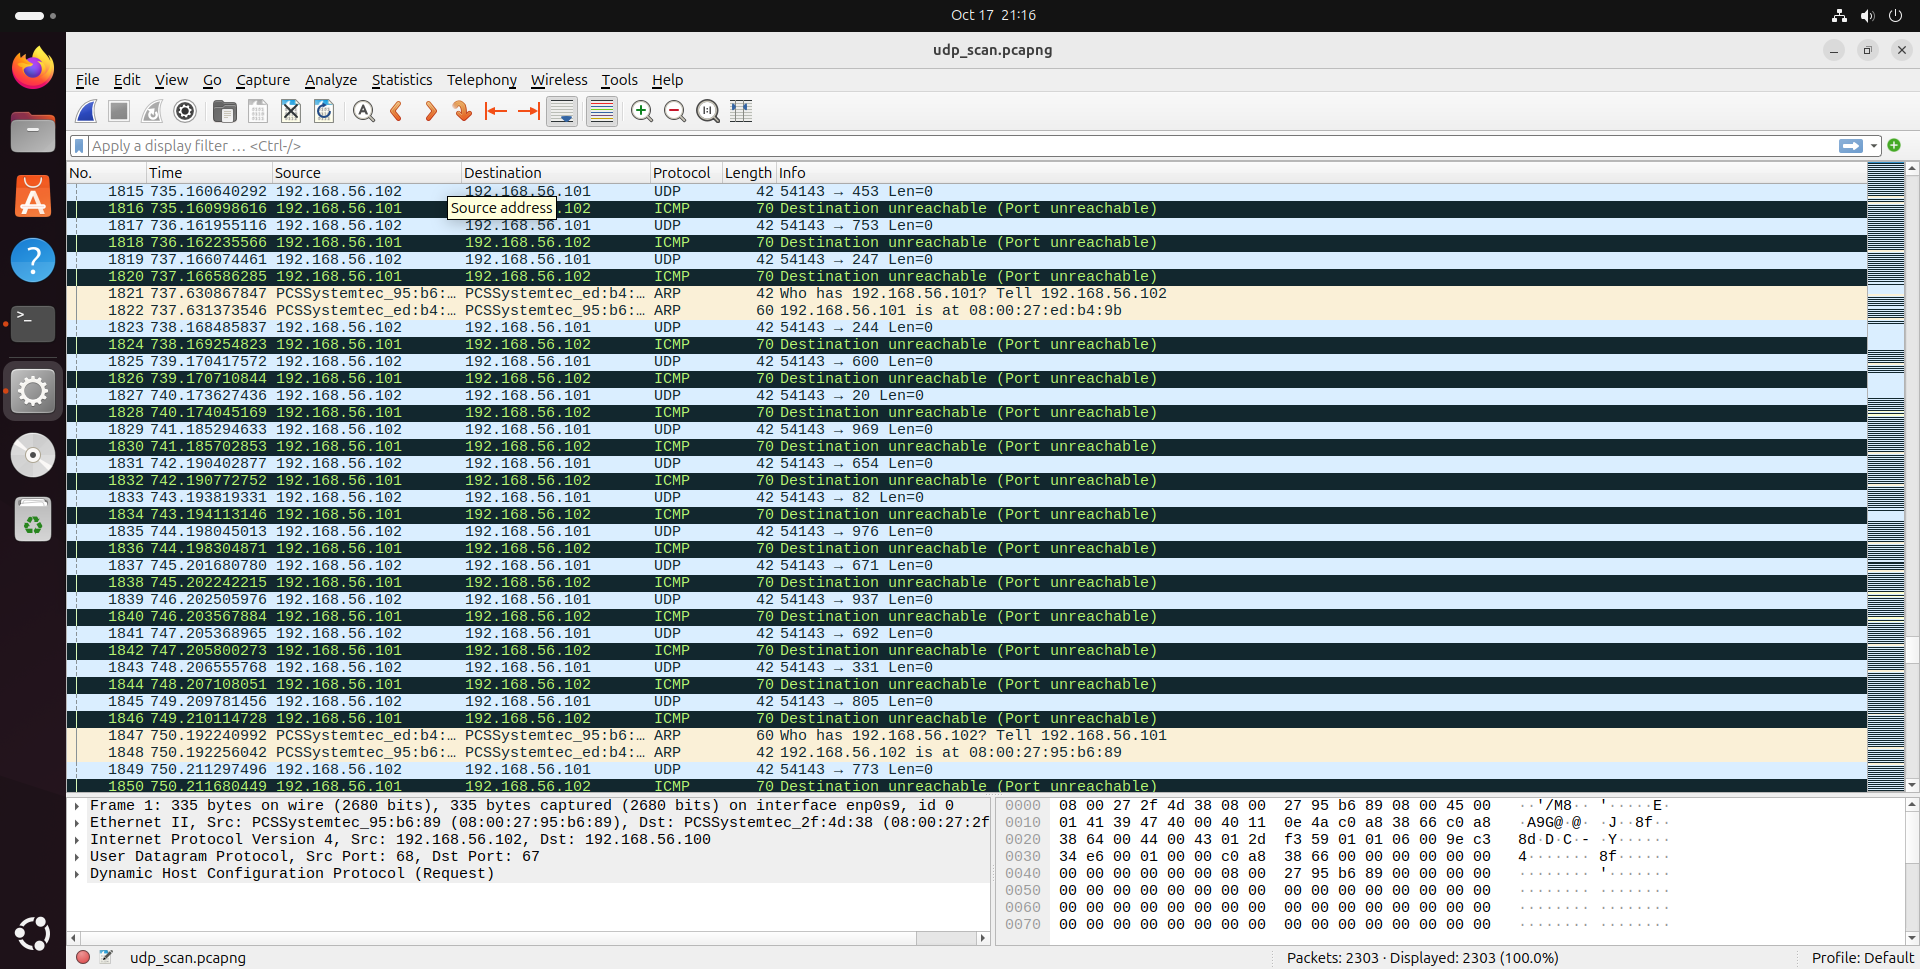 Oct 17 21:16
udp_scan.pcapng
File Edit View Go Capture Analyze Statistics Telephony Wireless Tools Help
Apply a display filter … <Ctrl-/>
No. Time Source Destination Protocol Length Info
1815 735.160640292 192.168.56.102 192.168.56.101 UDP 42 54143 → 453 Len=0
1816 735.160998616 192.168.56.101 .102 ICMP 70 Destination unreachable (Port unreachable)
Source address
1817 736.161955116 192.168.56.102 192.168.56.101 UDP 42 54143 → 753 Len=0
1818 736.162235566 192.168.56.101 192.168.56.102 ICMP 70 Destination unreachable (Port unreachable)
1819 737.166074461 192.168.56.102 192.168.56.101 UDP 42 54143 → 247 Len=0
1820 737.166586285 192.168.56.101 192.168.56.102 ICMP 70 Destination unreachable (Port unreachable)
1821 737.630867847 PCSSystemtec_95:b6:… PCSSystemtec_ed:b4:… ARP 42 Who has 192.168.56.101? Tell 192.168.56.102
1822 737.631373546 PCSSystemtec_ed:b4:… PCSSystemtec_95:b6:… ARP 60 192.168.56.101 is at 08:00:27:ed:b4:9b
1823 738.168485837 192.168.56.102 192.168.56.101 UDP 42 54143 → 244 Len=0
1824 738.169254823 192.168.56.101 192.168.56.102 ICMP 70 Destination unreachable (Port unreachable)
1825 739.170417572 192.168.56.102 192.168.56.101 UDP 42 54143 → 600 Len=0
1826 739.170710844 192.168.56.101 192.168.56.102 ICMP 70 Destination unreachable (Port unreachable)
1827 740.173627436 192.168.56.102 192.168.56.101 UDP 42 54143 → 20 Len=0
1828 740.174045169 192.168.56.101 192.168.56.102 ICMP 70 Destination unreachable (Port unreachable)
1829 741.185294633 192.168.56.102 192.168.56.101 UDP 42 54143 → 969 Len=0
1830 741.185702853 192.168.56.101 192.168.56.102 ICMP 70 Destination unreachable (Port unreachable)
1831 742.190402877 192.168.56.102 192.168.56.101 UDP 42 54143 → 654 Len=0
1832 742.190772752 192.168.56.101 192.168.56.102 ICMP 70 Destination unreachable (Port unreachable)
1833 743.193819331 192.168.56.102 192.168.56.101 UDP 42 54143 → 82 Len=0
1834 743.194113146 192.168.56.101 192.168.56.102 ICMP 70 Destination unreachable (Port unreachable)
1835 744.198045013 192.168.56.102 192.168.56.101 UDP 42 54143 → 976 Len=0
1836 744.198304871 192.168.56.101 192.168.56.102 ICMP 70 Destination unreachable (Port unreachable)
1837 745.201680780 192.168.56.102 192.168.56.101 UDP 42 54143 → 671 Len=0
1838 745.202242215 192.168.56.101 192.168.56.102 ICMP 70 Destination unreachable (Port unreachable)
1839 746.202505976 192.168.56.102 192.168.56.101 UDP 42 54143 → 937 Len=0
1840 746.203567884 192.168.56.101 192.168.56.102 ICMP 70 Destination unreachable (Port unreachable)
1841 747.205368965 192.168.56.102 192.168.56.101 UDP 42 54143 → 692 Len=0
1842 747.205800273 192.168.56.101 192.168.56.102 ICMP 70 Destination unreachable (Port unreachable)
1843 748.206555768 192.168.56.102 192.168.56.101 UDP 42 54143 → 331 Len=0
1844 748.207108051 192.168.56.101 192.168.56.102 ICMP 70 Destination unreachable (Port unreachable)
1845 749.209781456 192.168.56.102 192.168.56.101 UDP 42 54143 → 805 Len=0
1846 749.210114728 192.168.56.101 192.168.56.102 ICMP 70 Destination unreachable (Port unreachable)
1847 750.192240992 PCSSystemtec_ed:b4:… PCSSystemtec_95:b6:… ARP 60 Who has 192.168.56.102? Tell 192.168.56.101
1848 750.192256042 PCSSystemtec_95:b6:… PCSSystemtec_ed:b4:… ARP 42 192.168.56.102 is at 08:00:27:95:b6:89
1849 750.211297496 192.168.56.102 192.168.56.101 UDP 42 54143 → 773 Len=0
1850 750.211680449 192.168.56.101 192.168.56.102 ICMP 70 Destination unreachable (Port unreachable)
Frame 1: 335 bytes on wire (2680 bits), 335 bytes captured (2680 bits) on interface enp0s9, id 0
Ethernet II, Src: PCSSystemtec_95:b6:89 (08:00:27:95:b6:89), Dst: PCSSystemtec_2f:4d:38 (08:00:27:2f
Internet Protocol Version 4, Src: 192.168.56.102, Dst: 192.168.56.100
User Datagram Protocol, Src Port: 68, Dst Port: 67
Dynamic Host Configuration Protocol (Request)
0000 08 00 27 2f 4d 38 08 00 27 95 b6 89 08 00 45 00 ··'/M8·· '·····E·
0010 01 41 39 47 40 00 40 11 0e 4a c0 a8 38 66 c0 a8 ·A9G@·@· ·J··8f··
0020 38 64 00 44 00 43 01 2d f3 59 01 01 06 00 9e c3 8d·D·C·- ·Y······
0030 34 e6 00 01 00 00 c0 a8 38 66 00 00 00 00 00 00 4······· 8f······
0040 00 00 00 00 00 00 08 00 27 95 b6 89 00 00 00 00 ········ '·······
0050 00 00 00 00 00 00 00 00 00 00 00 00 00 00 00 00 ········ ········
0060 00 00 00 00 00 00 00 00 00 00 00 00 00 00 00 00 ········ ········
0070 00 00 00 00 00 00 00 00 00 00 00 00 00 00 00 00 ········ ········
udp_scan.pcapng
Packets: 2303 · Displayed: 2303 (100.0%)
Profile: Default